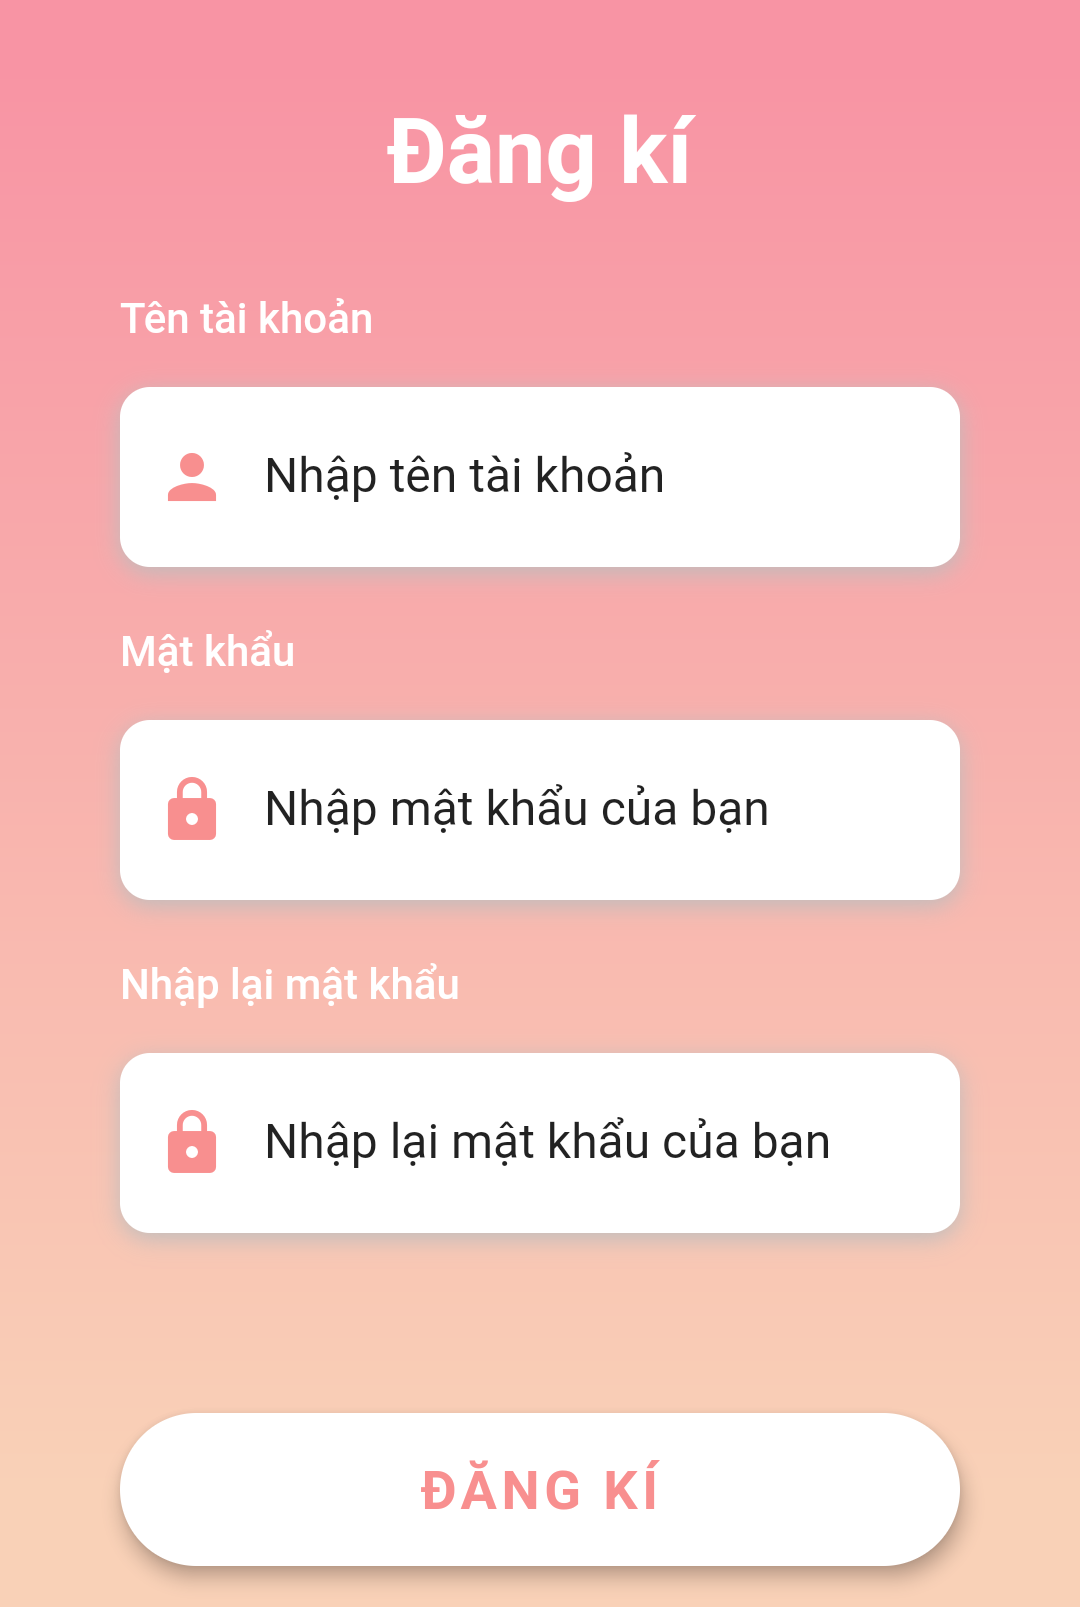 Đăng kí
Tên tài khoản
Nhập tên tài khoản
Mật khẩu
Nhập mật khẩu của bạn
Nhập lại mật khẩu
Nhập lại mật khẩu của bạn
ĐĂNG KÍ